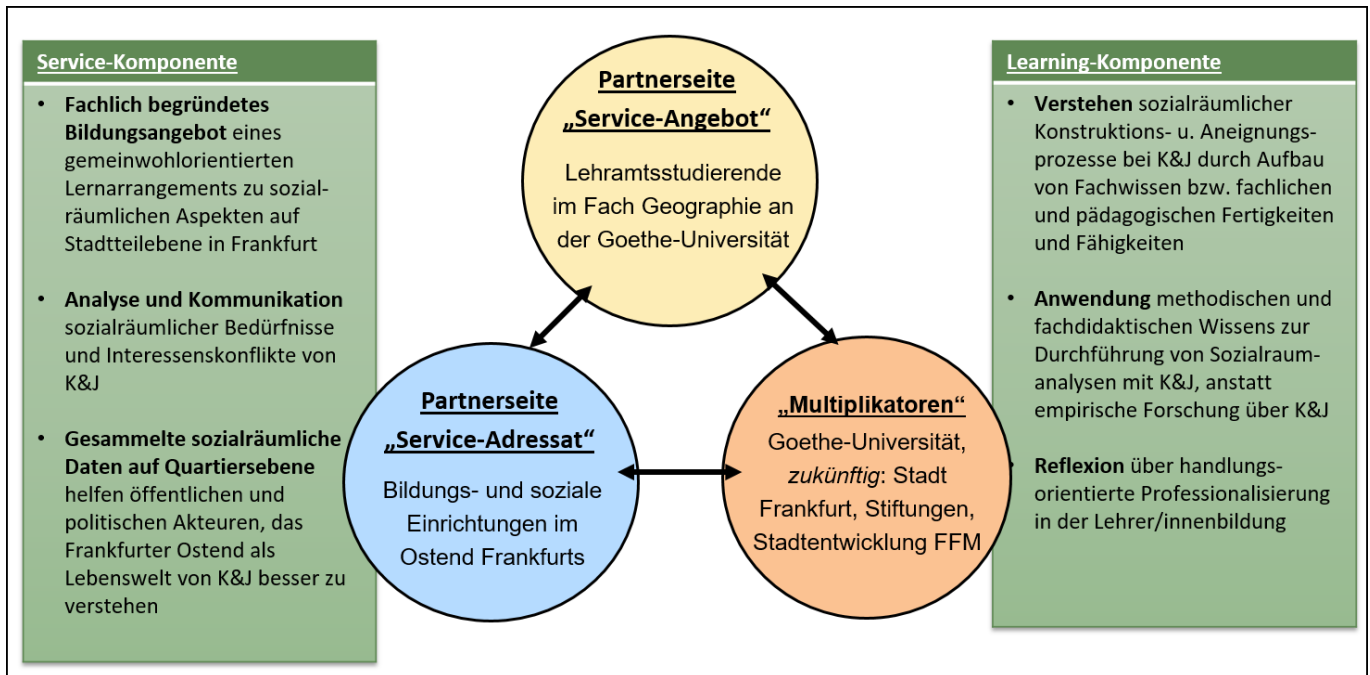 Service-Komponente
• Fachlich begründetes
Bildungsangebot eines
gemeinwohlorientierten
Lernarrangements zu sozial-
räumlichen Aspekten auf
Stadtteilebene in Frankfurt
• Analyse und Kommunikation
sozialräumlicher Bedürfnisse
und Interessenskonflikte von
K&J
• Gesammelte sozialräumliche
Daten auf Quartiersebene
helfen öffentlichen und
politischen Akteuren, das
Frankfurter Ostend als
Lebenswelt von K&J besser zu
verstehen
Partnerseite
„Service-Angebot“
Lehramtsstudierende
im Fach Geographie an
der Goethe-Universität
Partnerseite
„Service-Adressat“
Bildungs- und soziale
Einrichtungen im
Ostend Frankfurts
„Multiplikatoren“
Goethe-Universität,
zukünftig: Stadt
Frankfurt, Stiftungen,
Stadtentwicklung FFM
Learning-Komponente
• Verstehen sozialräumlicher
Konstruktions- u. Aneignungs-
prozesse bei K&J durch Aufbau
von Fachwissen bzw. fachlichen
und pädagogischen Fertigkeiten
und Fähigkeiten
• Anwendung methodischen und
fachdidaktischen Wissens zur
Durchführung von Sozialraum-
analysen mit K&J, anstatt
empirische Forschung über K&J
• Reflexion über handlungs-
orientierte Professionalisierung
in der Lehrer/innenbildung